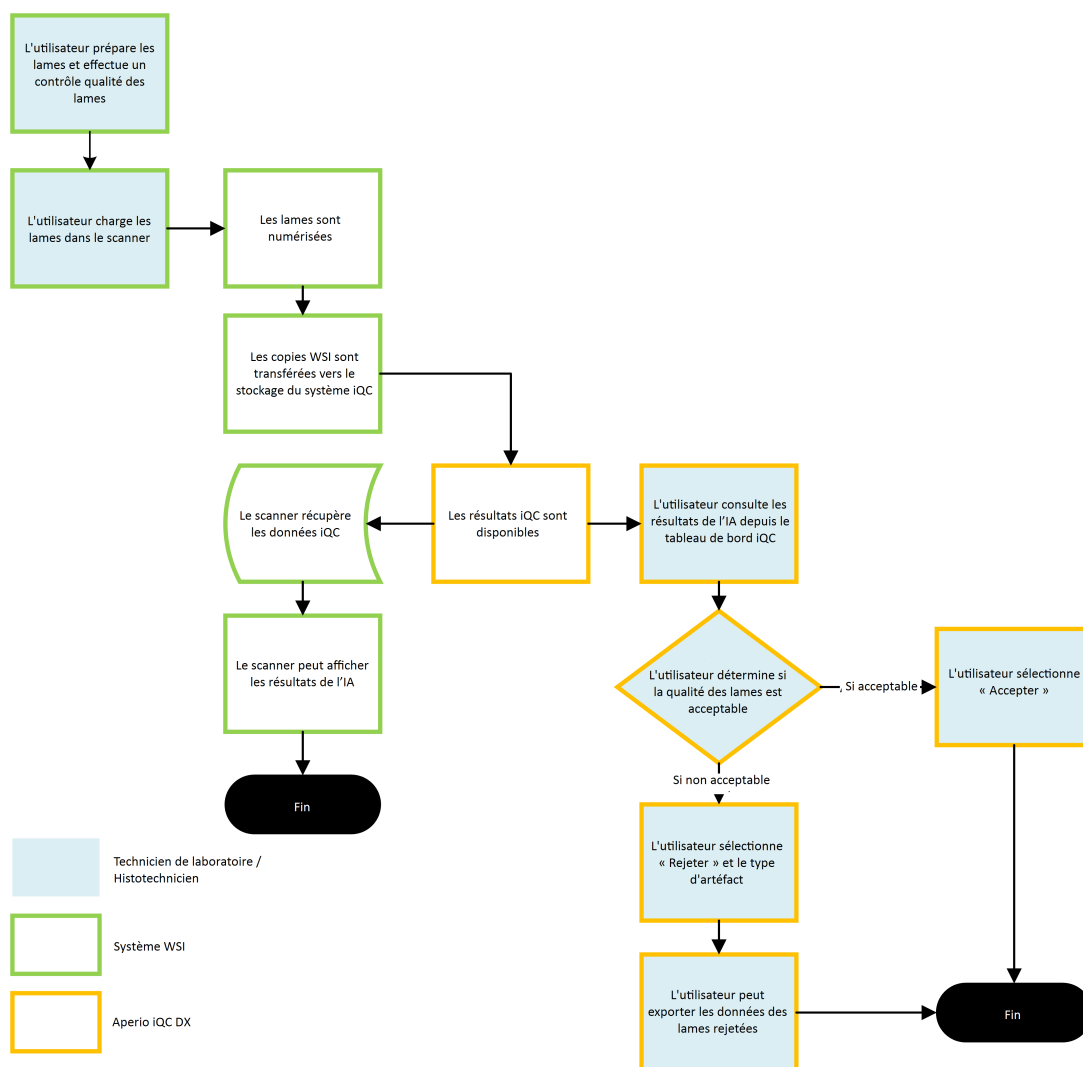 L'utilisateur prépare les
lames et effectue un
contrôle qualité des
lames
L'utilisateur charge les
lames dans le scanner
Les lames sont
numérisées
Les copies WSI sont
transférées vers le
stockage du système iQC
Le scanner récupère
les données iQC
Les résultats iQC sont
disponibles
L'utilisateur consulte les
résultats de l’IA depuis le
tableau de bord iQC
Le scanner peut afficher
les résultats de l’IA
L'utilisateur détermine si
la qualité des lames est
acceptable
Si acceptable
L'utilisateur sélectionne
« Accepter »
Si non acceptable
Fin
L'utilisateur sélectionne
« Rejeter » et le type
d'artéfact
L'utilisateur peut
exporter les données des
lames rejetées
Fin
Technicien de laboratoire /
Histotechnicien
Système WSI
Aperio iQC DX